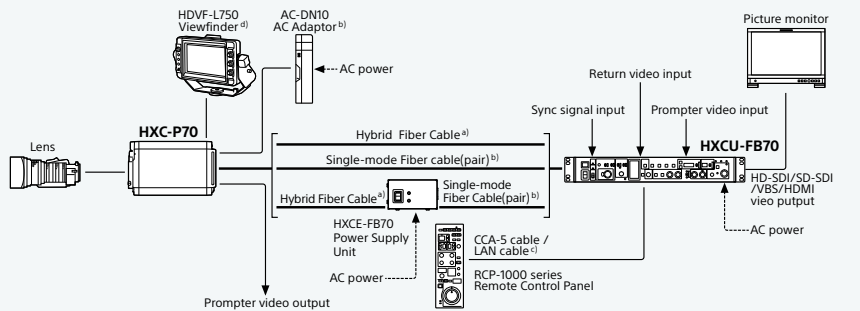 HDVF-L750
Viewfinder d)
AC-DN10
AC Adaptor b)
AC power
Picture monitor
Return video input
Sync signal input
Prompter video input
HXC-P70
HXCU-FB70
Lens
Hybrid Fiber Cable a)
Single-mode Fiber cable(pair) b)
Hybrid Fiber Cable a)
Single-mode
Fiber Cable(pair) b)
HD-SDI/SD-SDI
/VBS/HDMI
vieo putput
HXCE-FB70
Power Supply
Unit
AC power
CCA-5 cable /
LAN cable c)
RCP-1000 series
Remote Control Panel
AC power
Prompter video output